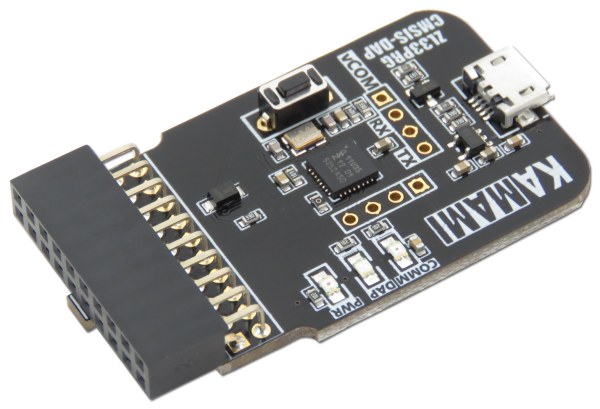 ZL33PRG
CMSIS-DAP
vCOM
RX
TX
KAMAMI
COMM
DAP
PWR